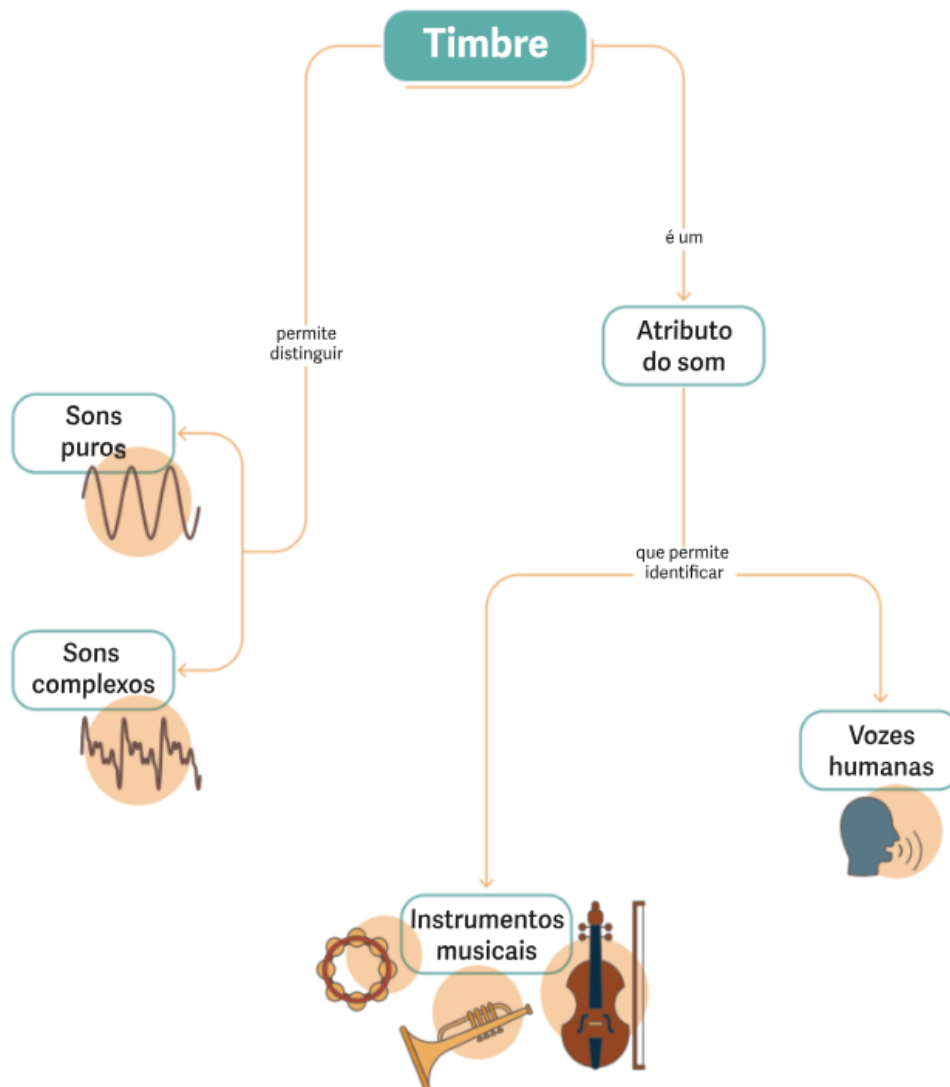 Timbre
é um
permite
distinguir
Atributo
do som
Sons
puros
que permite
identificar
Sons
complexos
Vozes
humanas
Instrumentos
musicais